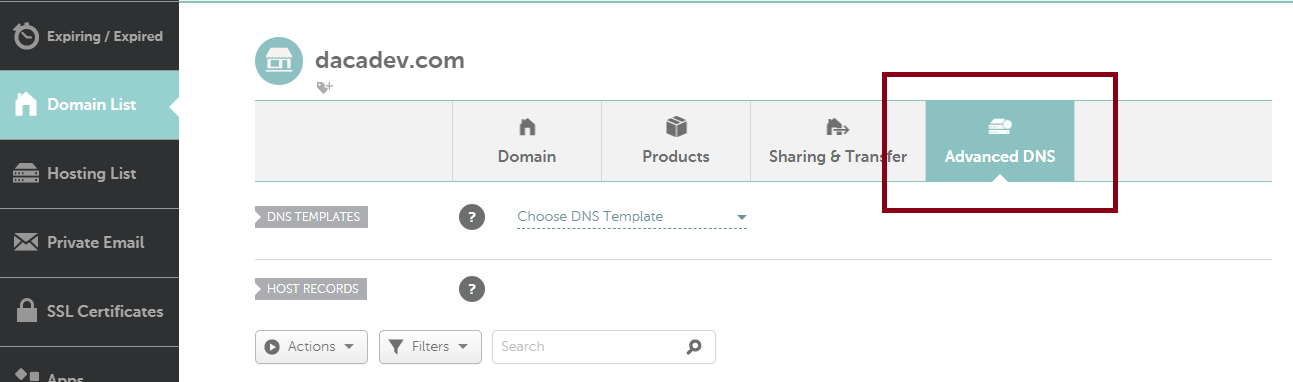 Expiring / Expired
Domain List
Hosting List
Private Email
SSL Certificates
Apps
dacadev.com
Domain
Products
Sharing & Transfer
Advanced DNS
DNS TEMPLATES
?
Choose DNS Template
HOST RECORDS
?
Actions
Filters
Search